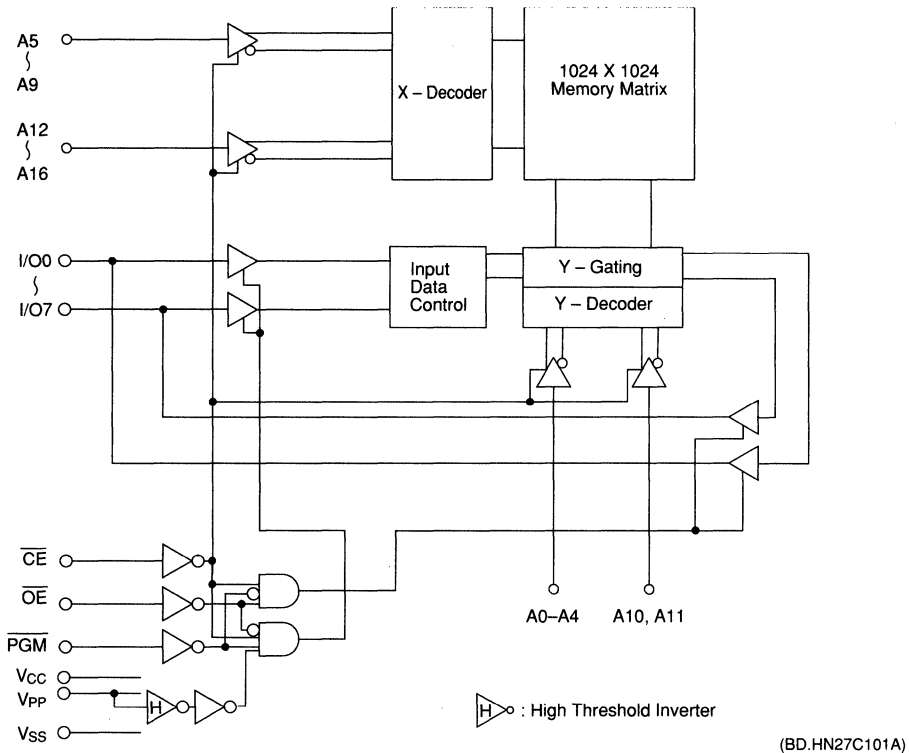 A5
A9
A12
A16
X – Decoder
1024 X 1024
Memory Matrix
I/O0
I/O7
Input
Data
Control
Y – Gating
Y – Decoder
CE
OE
PGM
VCC
VPP
VSS
H
A0–A4
A10, A11
H : High Threshold Inverter
(BD.HN27C101A)